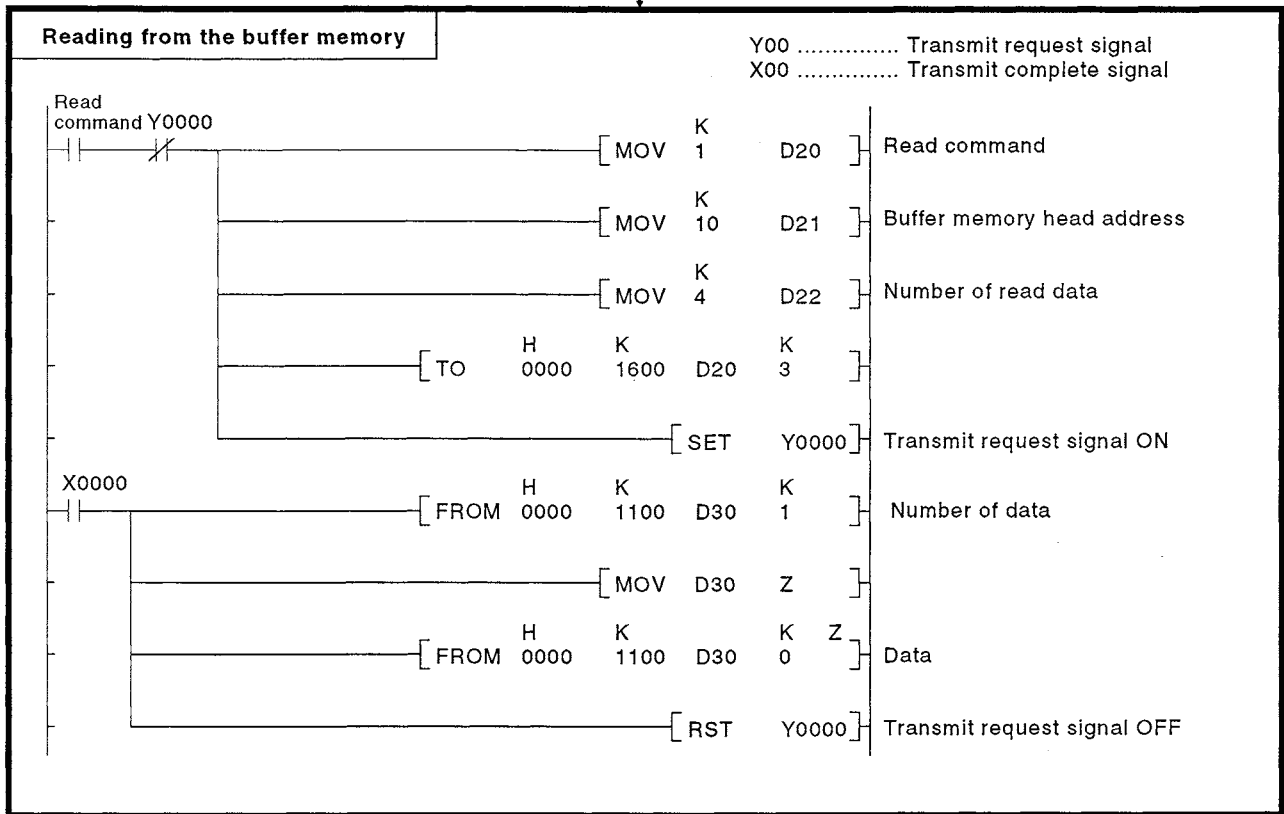 Reading from the buffer memory
Y00 ............... Transmit request signal
X00 ............... Transmit complete signal
Read
command Y0000
K
MOV 1 D20 Read command
K
MOV 10 D21 Buffer memory head address
K
MOV 4 D22 Number of read data
H K K
TO 0000 1600 D20 3
SET Y0000 Transmit request signal ON
X0000
H K K
FROM 0000 1100 D30 1 Number of data
MOV D30 Z
H K K Z
FROM 0000 1100 D30 0 Data
RST Y0000 Transmit request signal OFF